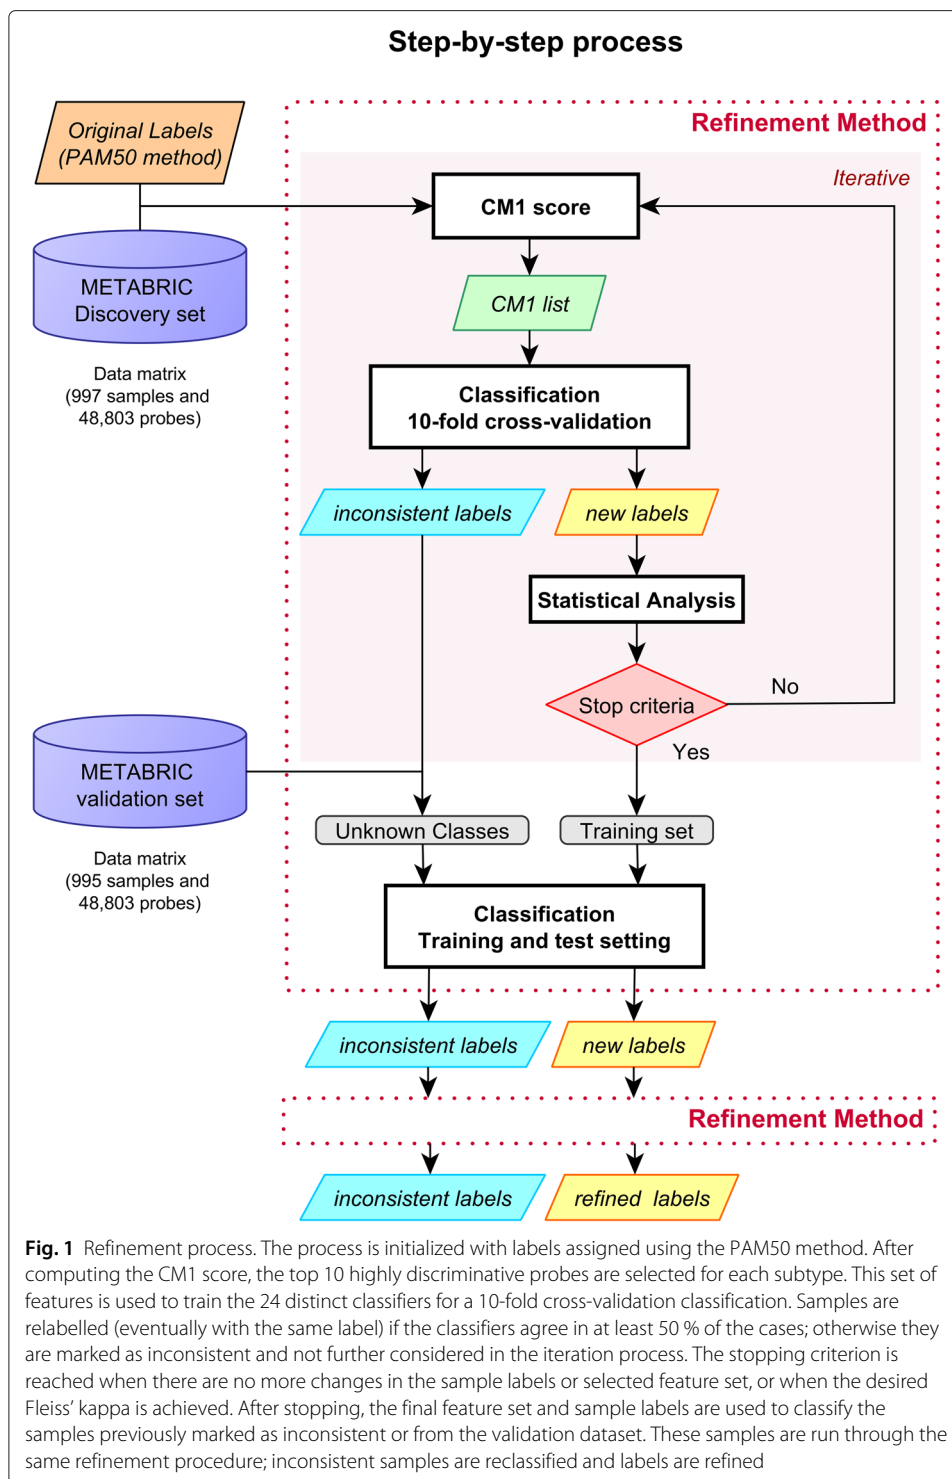 Step-by-step process
Original Labels
(PAM50 method)
Refinement Method
Iterative
CM1 score
METABRIC
Discovery set
CM1 list
Data matrix
(997 samples and
48,803 probes)
Classification
10-fold cross-validation
inconsistent labels
new labels
Statistical Analysis
Stop criteria
No
Yes
METABRIC
validation set
Unknown Classes
Training set
Data matrix
(995 samples and
48,803 probes)
Classification
Training and test setting
inconsistent labels
new labels
Refinement Method
inconsistent labels
refined labels
Fig. 1 Refinement process. The process is initialized with labels assigned using the PAM50 method. After
computing the CM1 score, the top 10 highly discriminative probes are selected for each subtype. This set of
features is used to train the 24 distinct classifiers for a 10-fold cross-validation classification. Samples are
relabelled (eventually with the same label) if the classifiers agree in at least 50 % of the cases; otherwise they
are marked as inconsistent and not further considered in the iteration process. The stopping criterion is
reached when there are no more changes in the sample labels or selected feature set, or when the desired
Fleiss' kappa is achieved. After stopping, the final feature set and sample labels are used to classify the
samples previously marked as inconsistent or from the validation dataset. These samples are run through the
same refinement procedure; inconsistent samples are reclassified and labels are refined